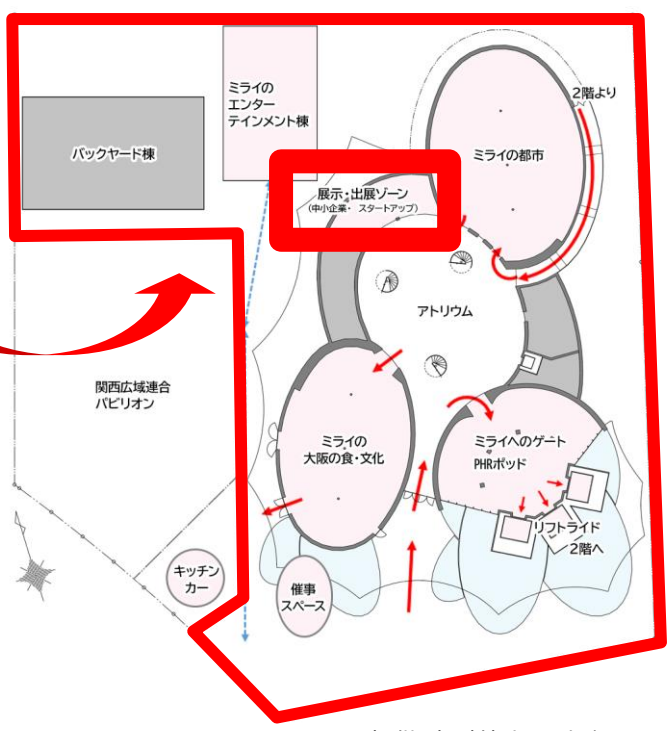 ミライの
エンター
テインメント棟
2階より
バックヤード棟
ミライの都市
展示・出展ゾーン
(中小企業・ スタートアップ)
アトリウム
関西広域連合
パビリオン
ミライの
大阪の食・文化
ミライへのゲート
PHRポッド
リフトライド
2階へ
キッチン
カー
催事
スペース